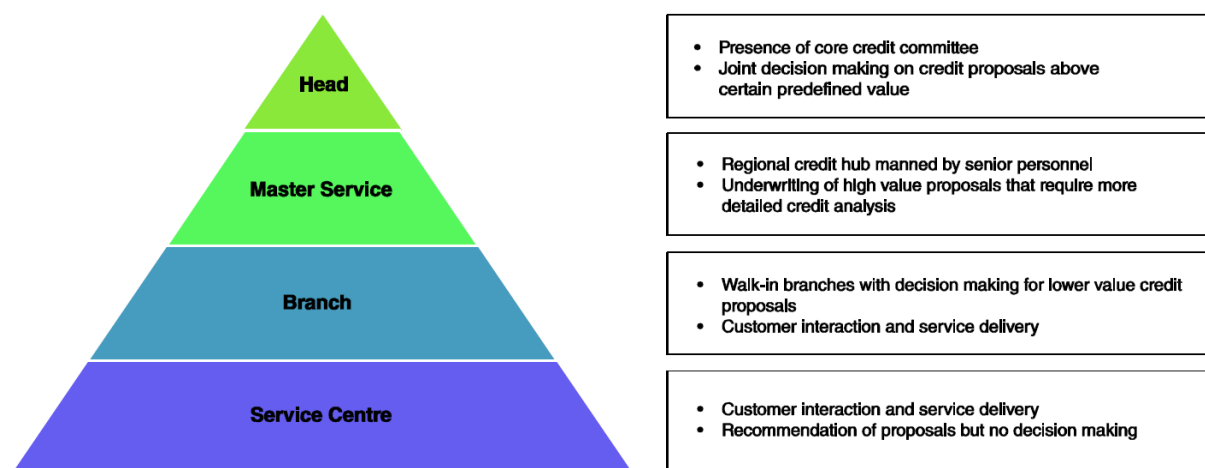 Head
• Presence of core credit committee
• Joint decision making on credit proposals above
certain predefined value
Master Service
• Regional credit hub manned by senior personnel
• Underwriting of high value proposals that require more
detailed credit analysis
Branch
• Walk-in branches with decision making for lower value credit
proposals
• Customer interaction and service delivery
Service Centre
• Customer interaction and service delivery
• Recommendation of proposals but no decision making